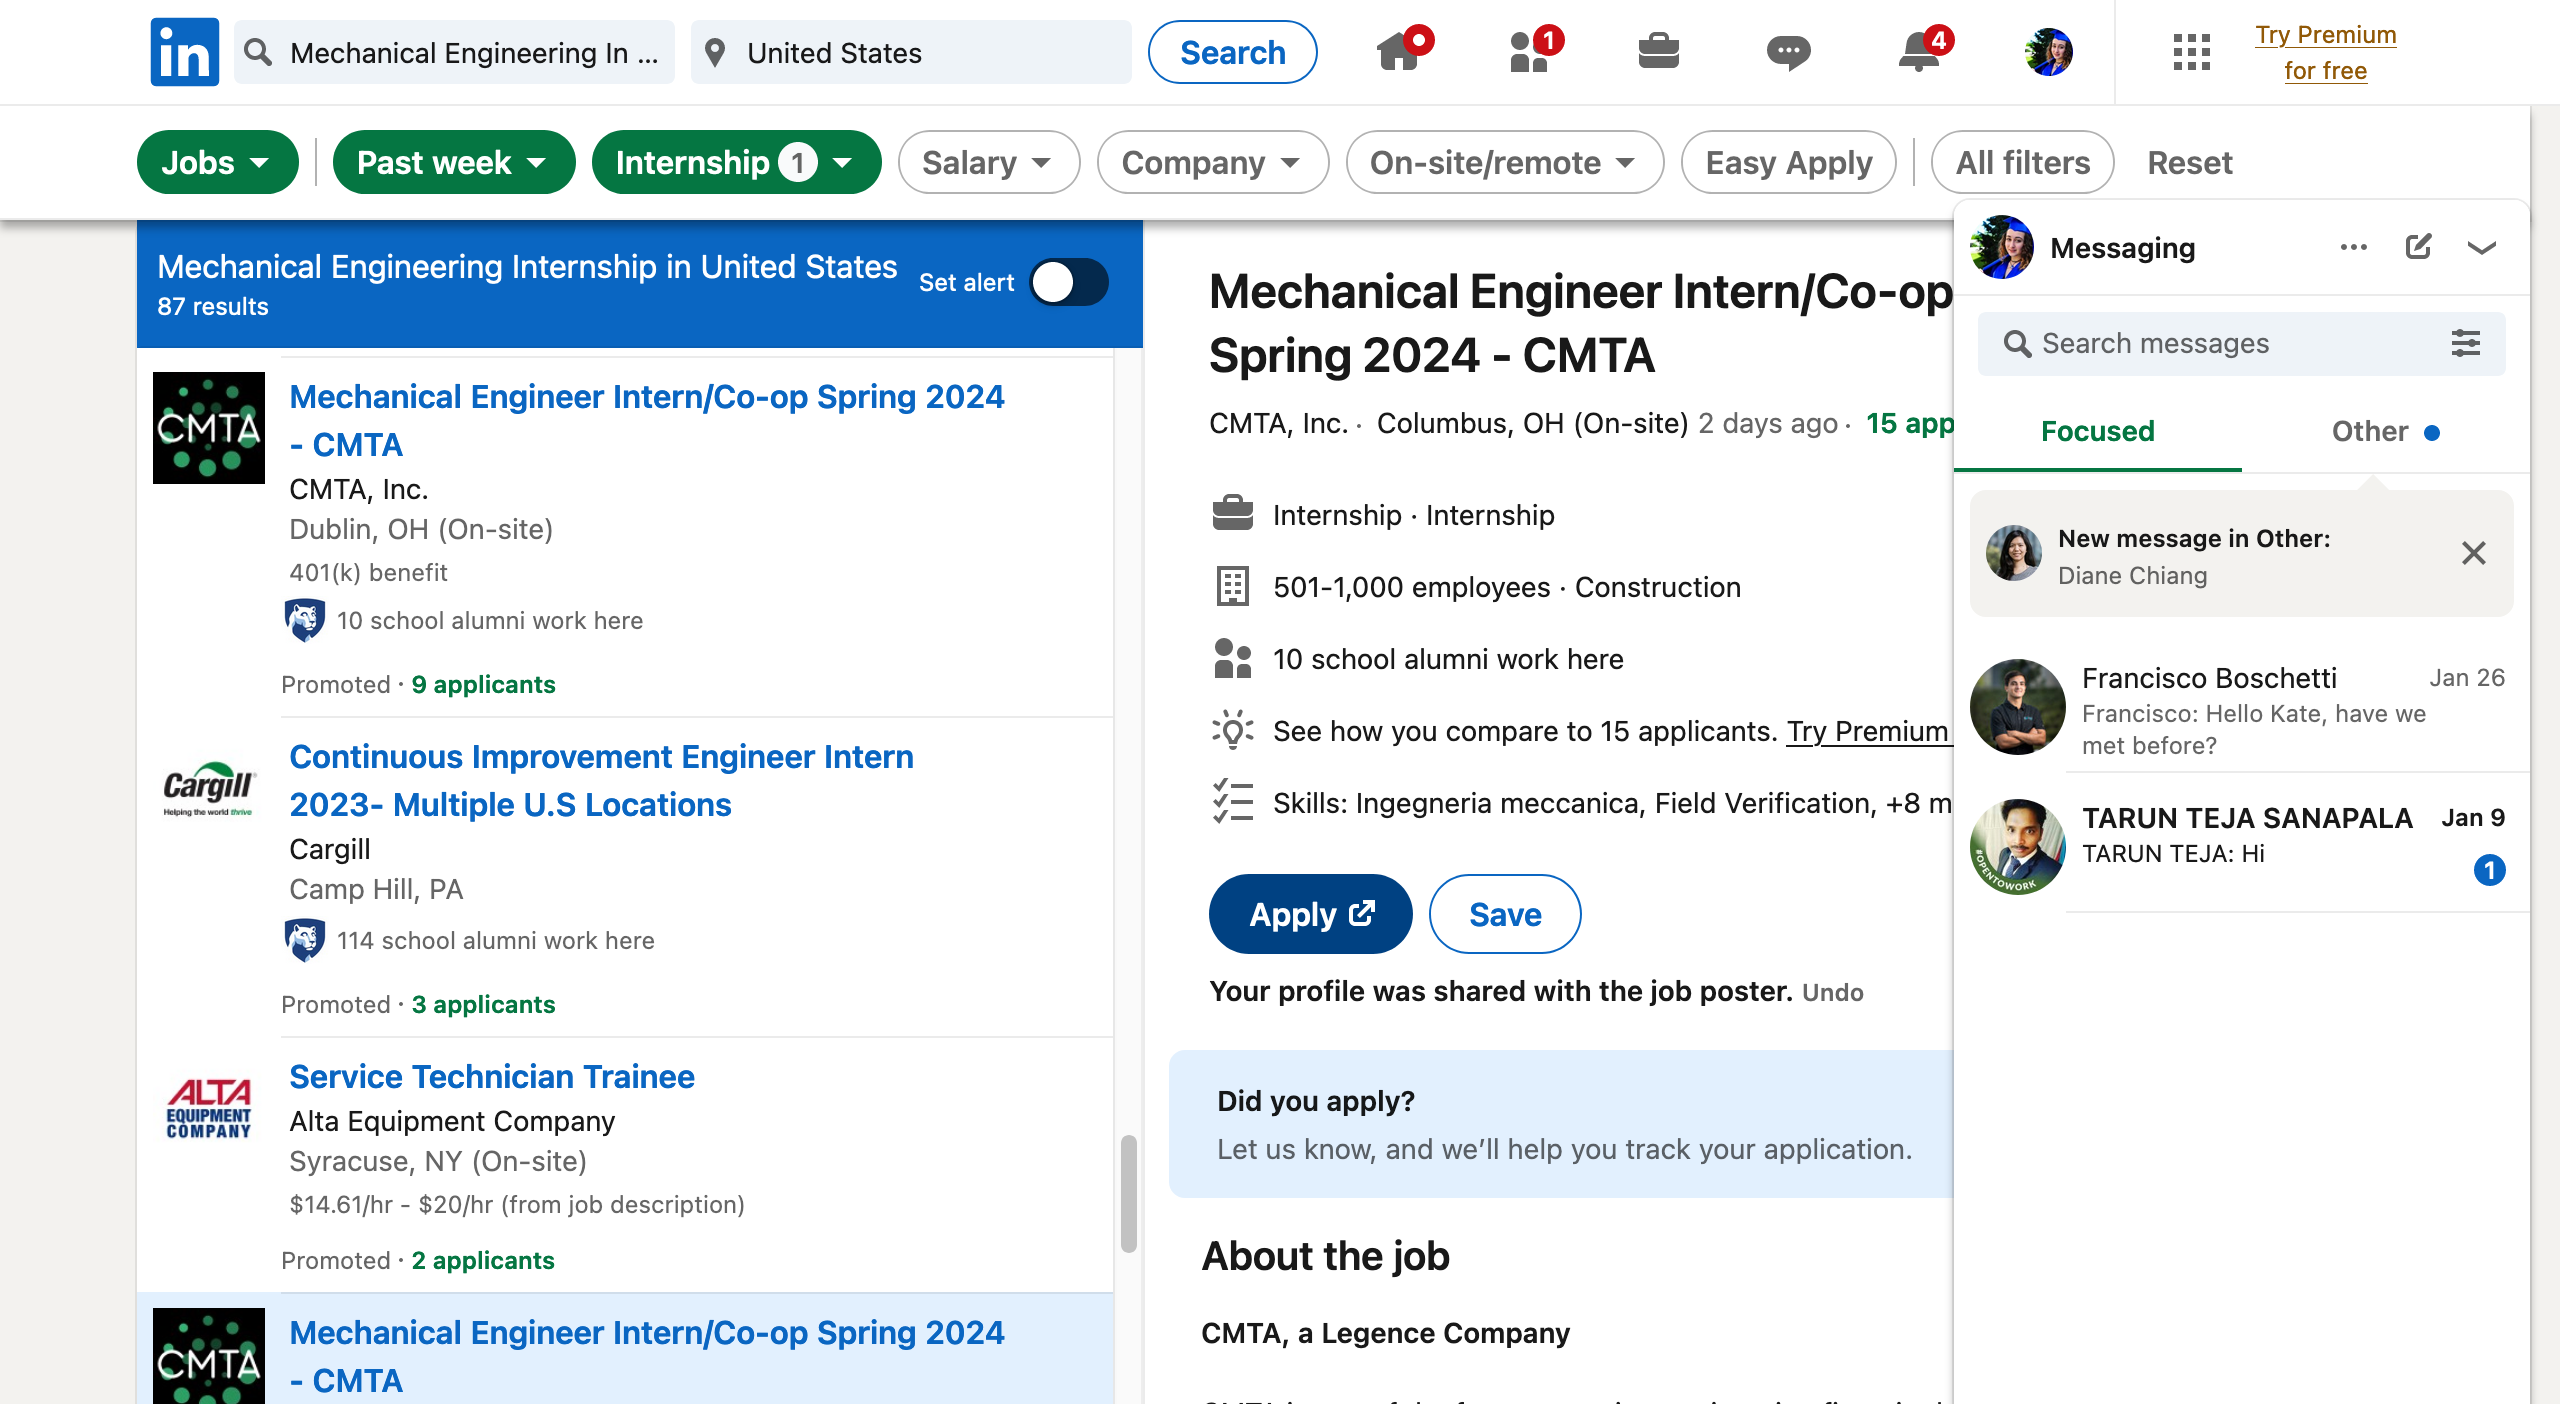 in
Mechanical Engineering In ...
United States
Search
1
4
Try Premium
for free
Jobs
Past week
Internship 1
Salary
Company
On-site/remote
Easy Apply
All filters
Reset
Mechanical Engineering Internship in United States
87 results
Set alert
CMTA
Mechanical Engineer Intern/Co-op Spring 2024
- CMTA
CMTA, Inc.
Dublin, OH (On-site)
401(k) benefit
10 school alumni work here
Promoted · 9 applicants
Cargill
Helping the world thrive
Continuous Improvement Engineer Intern
2023- Multiple U.S Locations
Cargill
Camp Hill, PA
114 school alumni work here
Promoted · 3 applicants
ALTA
EQUIPMENT
COMPANY
Service Technician Trainee
Alta Equipment Company
Syracuse, NY (On-site)
$14.61/hr - $20/hr (from job description)
Promoted · 2 applicants
CMTA
Mechanical Engineer Intern/Co-op Spring 2024
- CMTA
Mechanical Engineer Intern/Co-op
Spring 2024 - CMTA
CMTA, Inc. · Columbus, OH (On-site) 2 days ago · 15 app
Internship · Internship
501-1,000 employees · Construction
10 school alumni work here
See how you compare to 15 applicants. Try Premium
Skills: Ingegneria meccanica, Field Verification, +8 m
Apply
Save
Your profile was shared with the job poster. Undo
Did you apply?
Let us know, and we’ll help you track your application.
About the job
CMTA, a Legence Company
Messaging
Search messages
Focused
Other
New message in Other:
Diane Chiang
Francisco Boschetti
Jan 26
Francisco: Hello Kate, have we
met before?
#OPENTOWORK
TARUN TEJA SANAPALA
Jan 9
TARUN TEJA: Hi
1